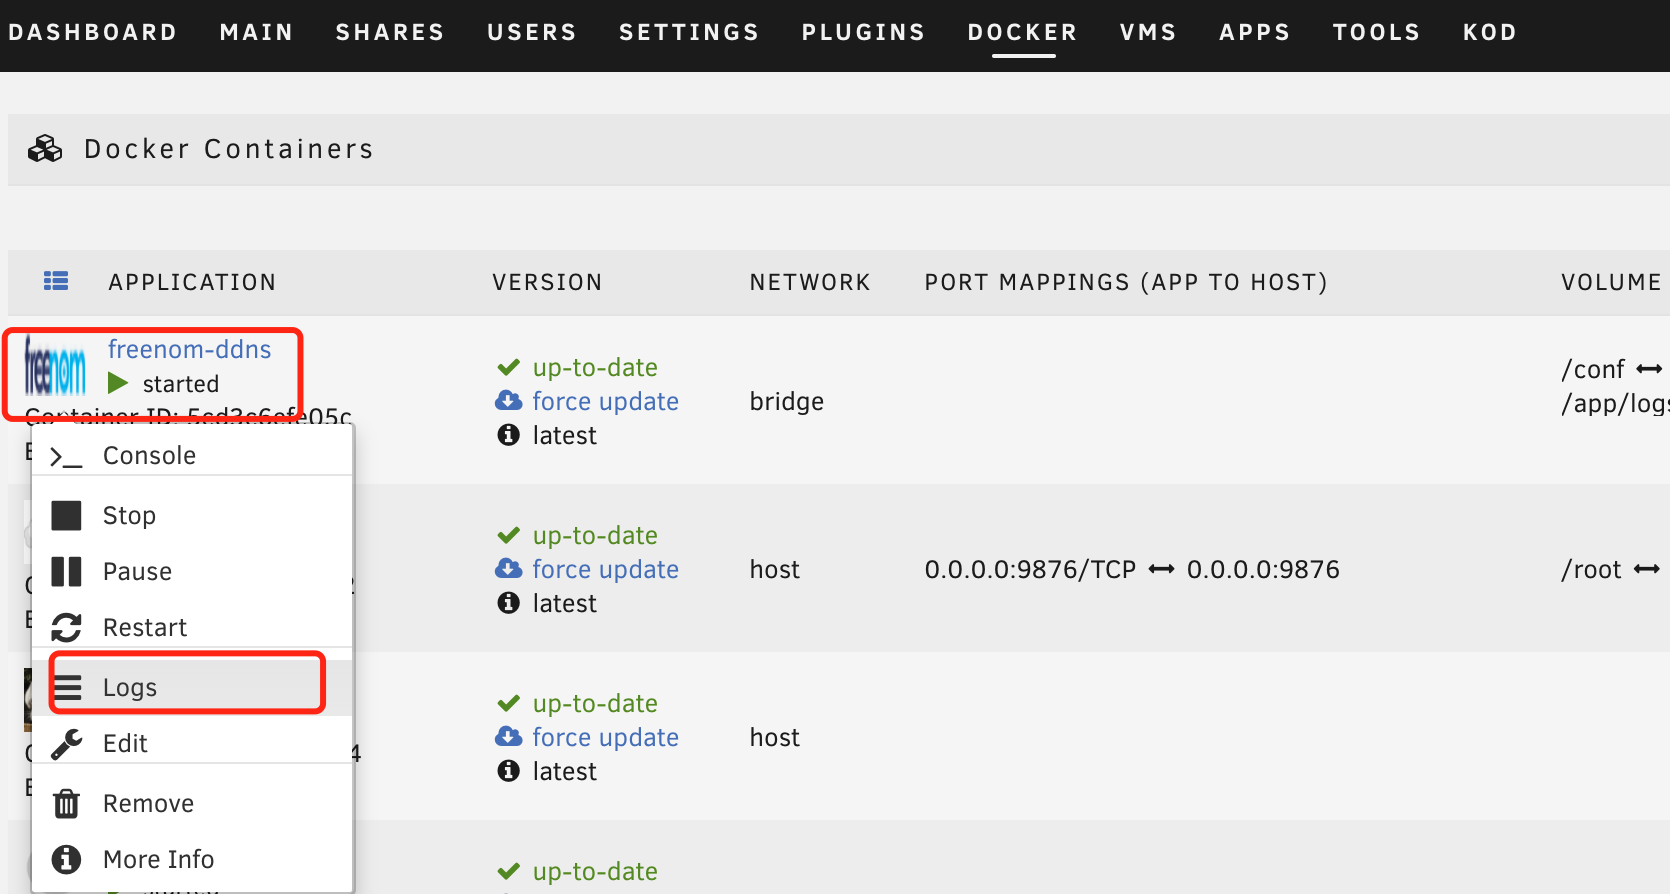 DASHBOARD MAIN SHARES USERS SETTINGS PLUGINS DOCKER VMS APPS TOOLS KOD
Docker Containers
APPLICATION VERSION NETWORK PORT MAPPINGS (APP TO HOST) VOLUME
freenom
freenom-ddns
started
Container ID: 5cd3c6efe05c
up-to-date
force update
latest
bridge
/conf
/app/logs
Console
Stop
Pause
Restart
Logs
Edit
Remove
More Info
up-to-date
force update
latest
host
0.0.0.0:9876/TCP 0.0.0.0:9876
/root
up-to-date
force update
latest
host
up-to-date
started